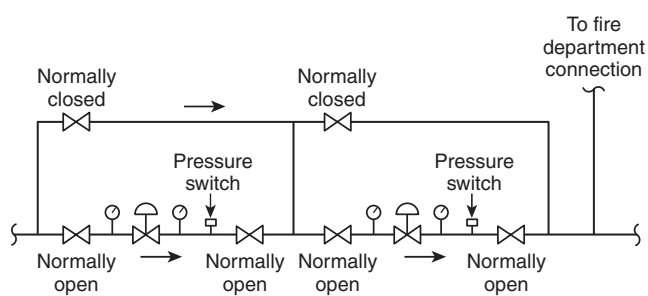 To fire
department
connection
Normally
closed
Normally
closed
Pressure
switch
Pressure
switch
Normally
open
Normally
open
Normally
open
Normally
open